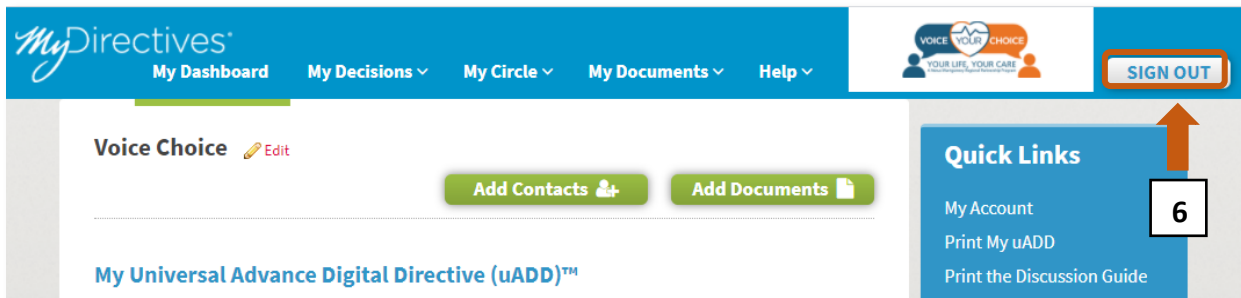 MyDirectives
My Dashboard My Decisions My Circle My Documents Help
VOICE YOUR CHOICE
YOUR LIFE, YOUR CARE
SIGN OUT
Voice Choice Edit
Add Contacts Add Documents
My Universal Advance Digital Directive (uADD)™
Quick Links
6
My Account
Print My uADD
Print the Discussion Guide